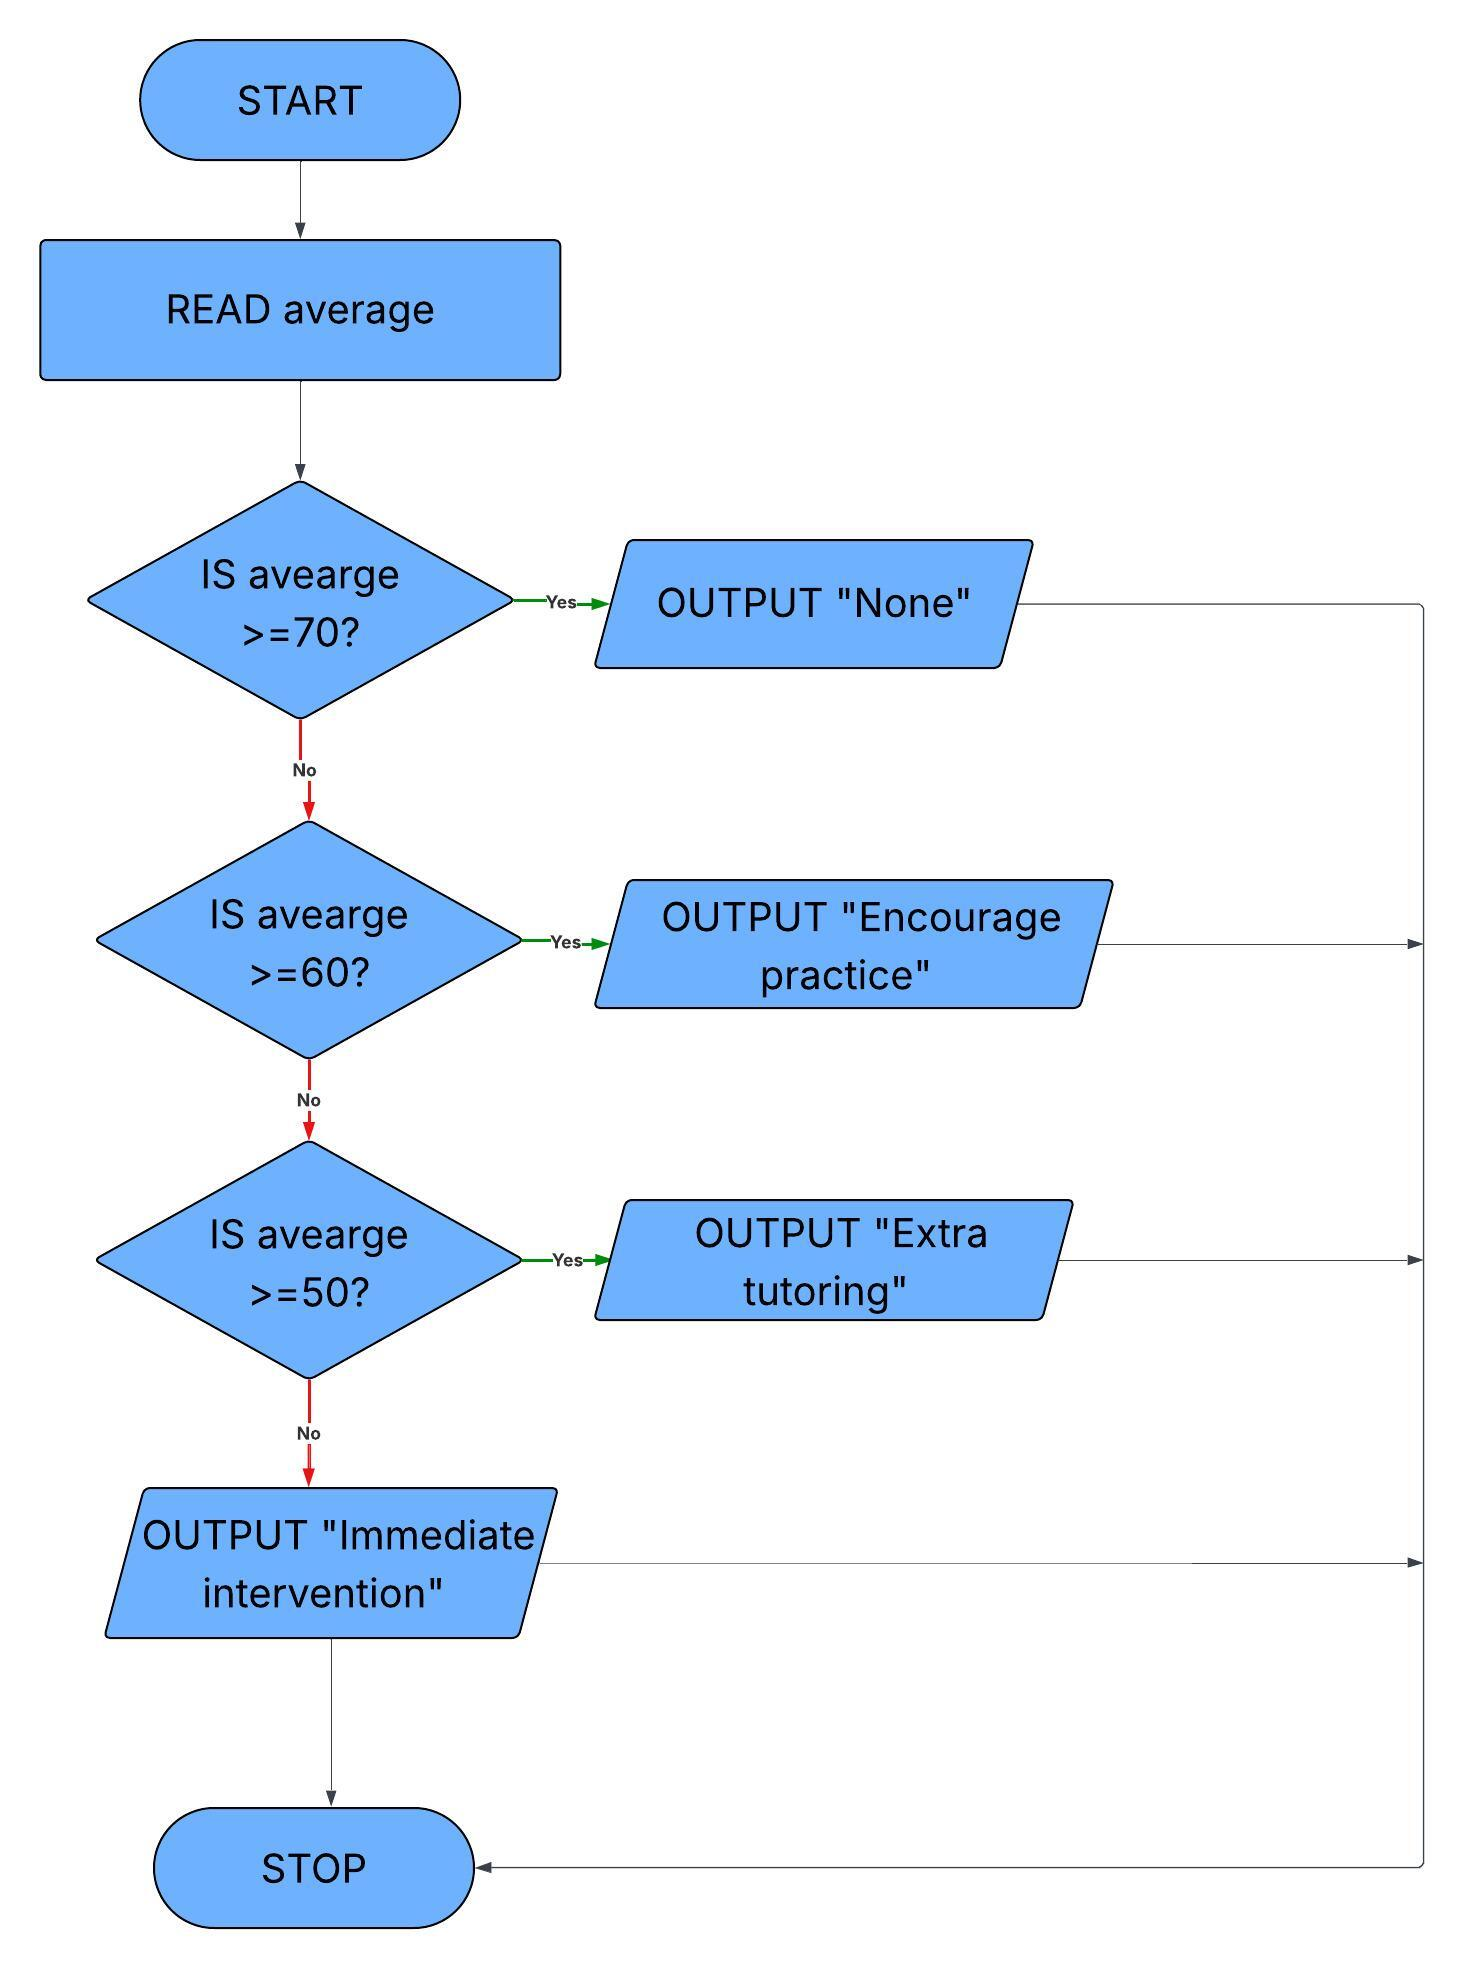 START
READ average
IS avearge
>=70?
Yes
OUTPUT "None"
No
IS avearge
>=60?
Yes
OUTPUT "Encourage
practice"
No
IS avearge
>=50?
Yes
OUTPUT "Extra
tutoring"
No
OUTPUT "Immediate
intervention"
STOP